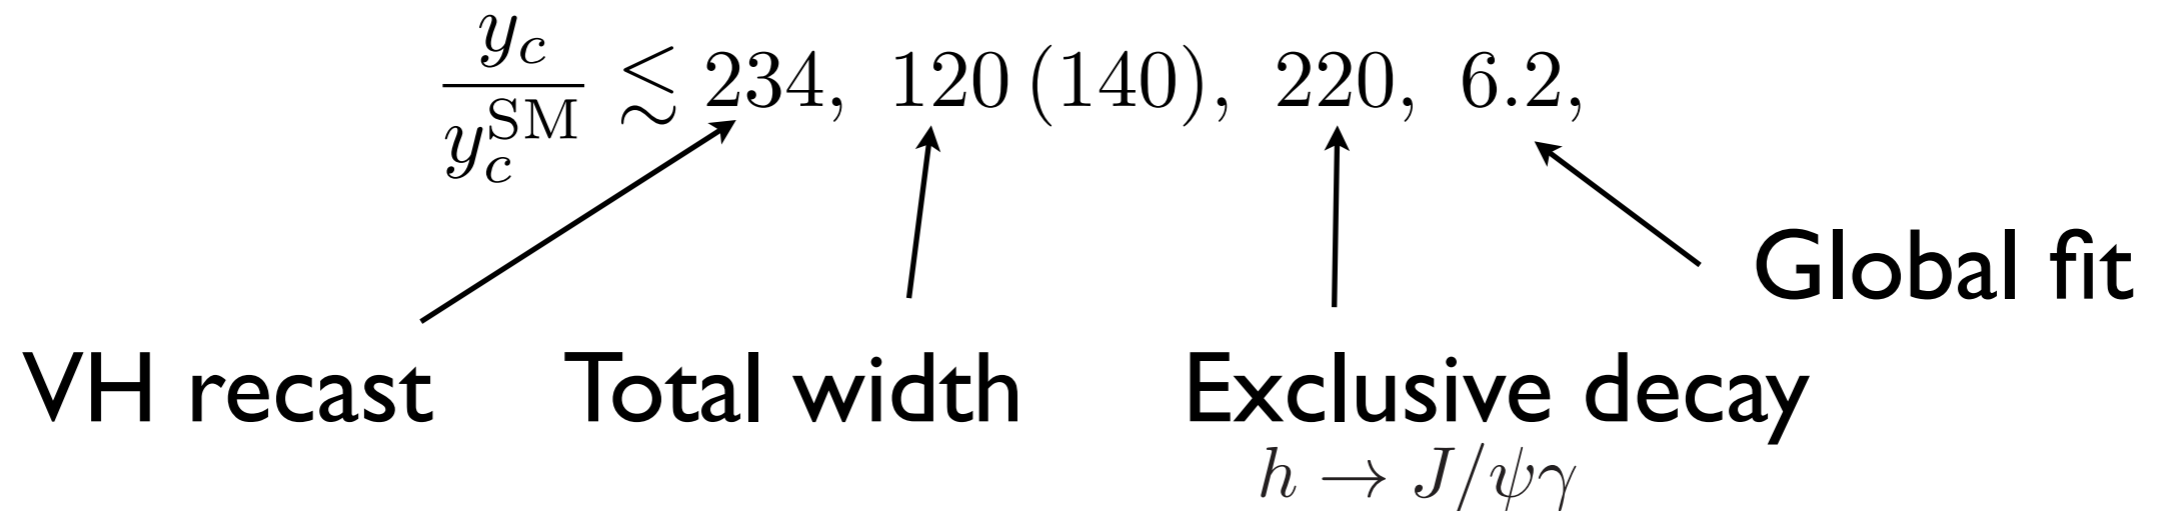 y_c / y_c^SM ≲ 234, 120 (140), 220, 6.2,
Global fit
VH recast Total width Exclusive decay
h → J/ψγ